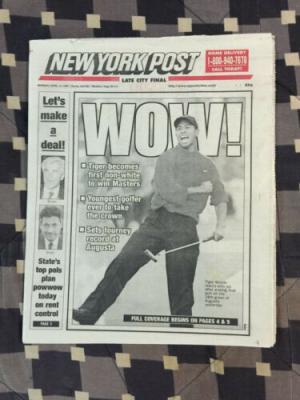 NEW YORK POST
HOME DELIVERY
1-800-940-7678
CALL TODAY!
LATE CITY FINAL
Let's
make
a
deal!
WOW!
Tiger becomes
first non-white
to win Masters
Youngest golfer
ever to take
the crown
Sets tourney
record at
Augusta
State's
top pols
plan
powwow
today
on rent
control
FULL COVERAGE BEGINS ON PAGES 4 & 5